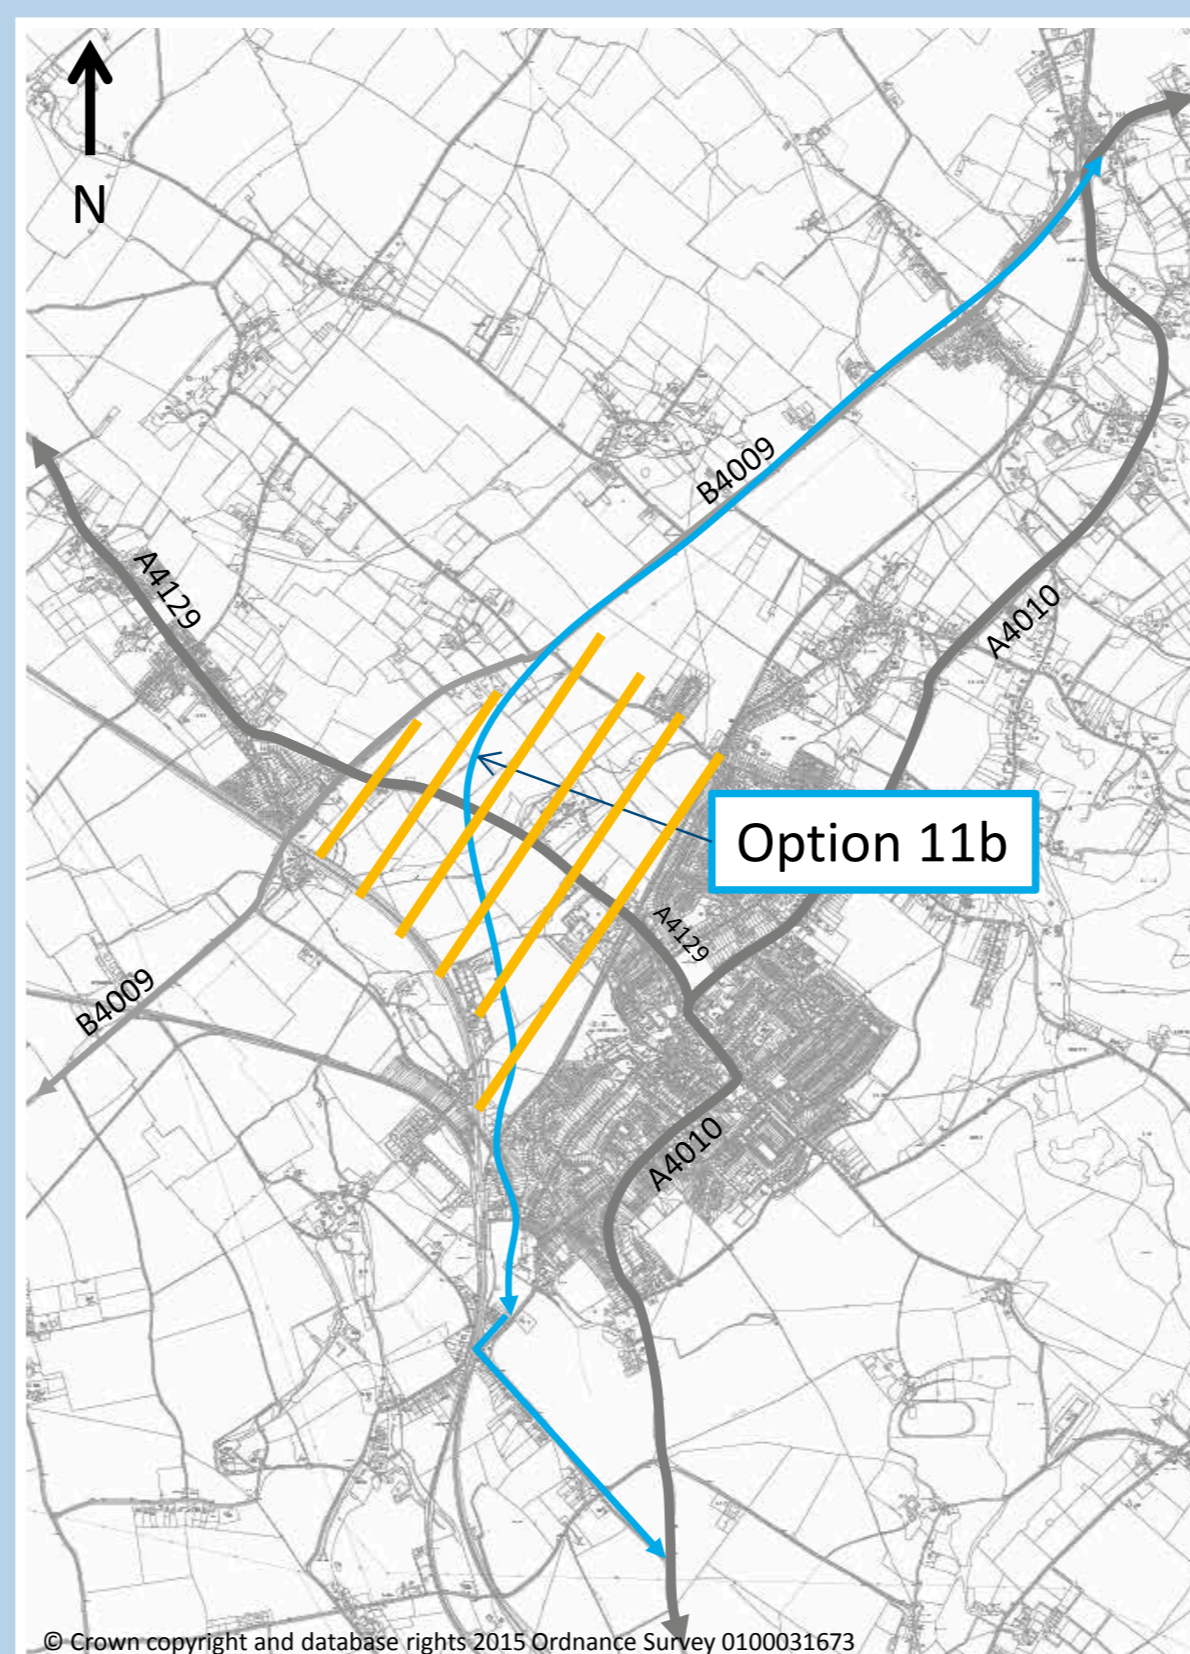 N
B4009
A4129
A4010
Option 11b
A4129
B4009
A4010
© Crown copyright and database rights 2015 Ordnance Survey 0100031673